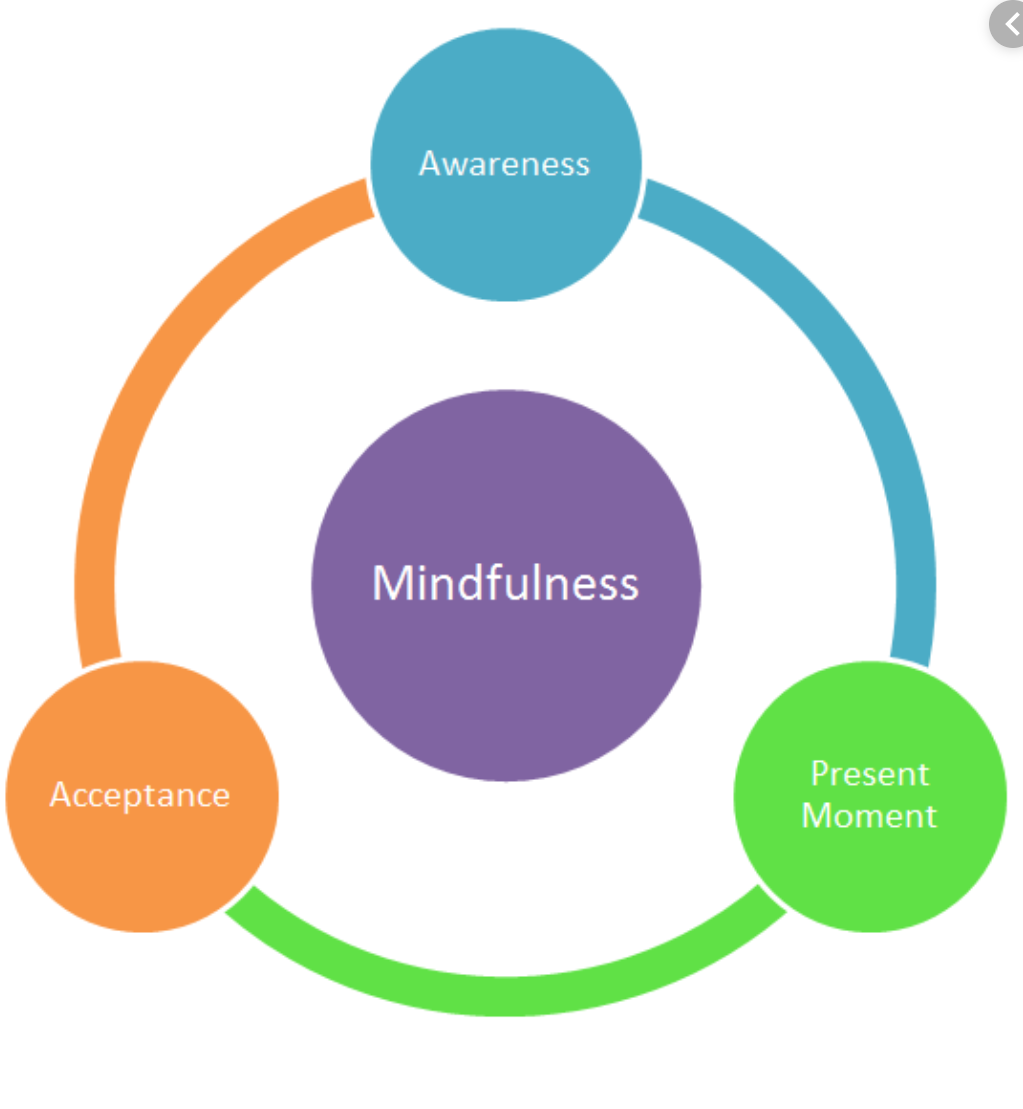 Awareness
Mindfulness
Acceptance
Present
Moment